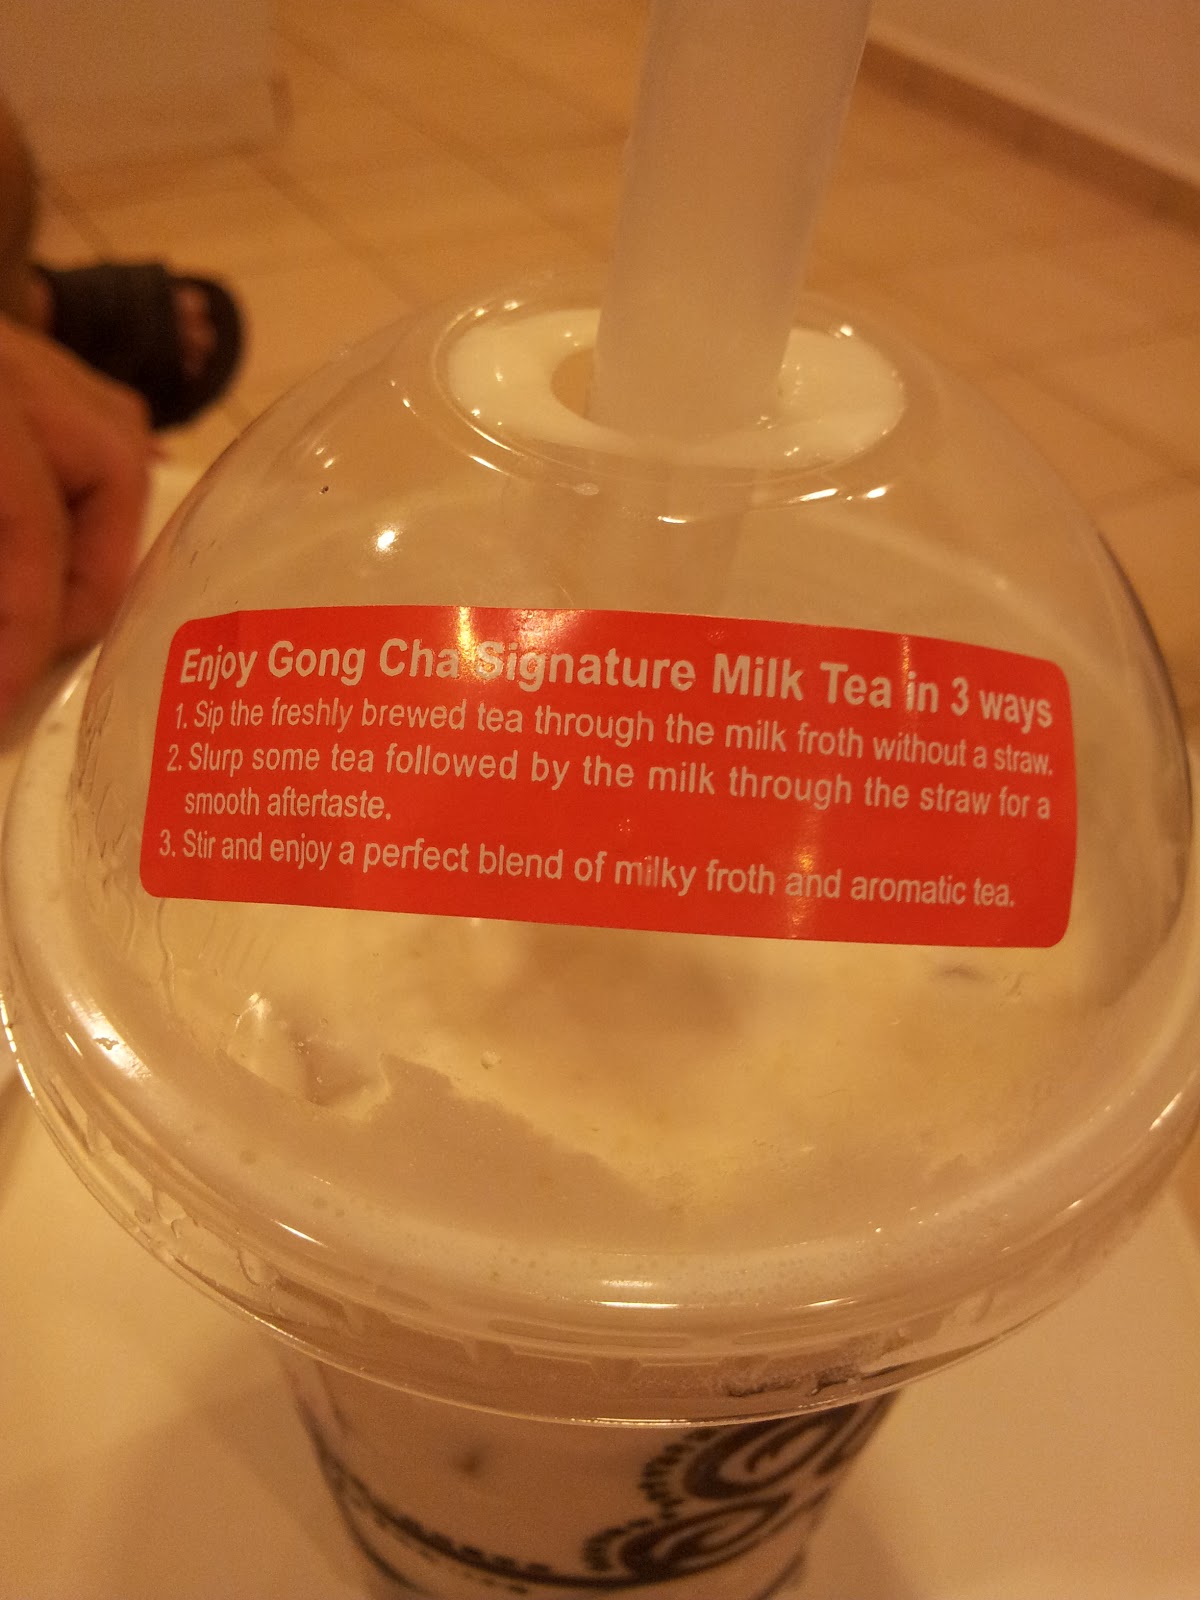 Enjoy Gong Cha Signature Milk Tea in 3 ways
1. Sip the freshly brewed tea through the milk froth without a straw.
2. Slurp some tea followed by the milk through the straw for a
smooth aftertaste.
3. Stir and enjoy a perfect blend of milky froth and aromatic tea.